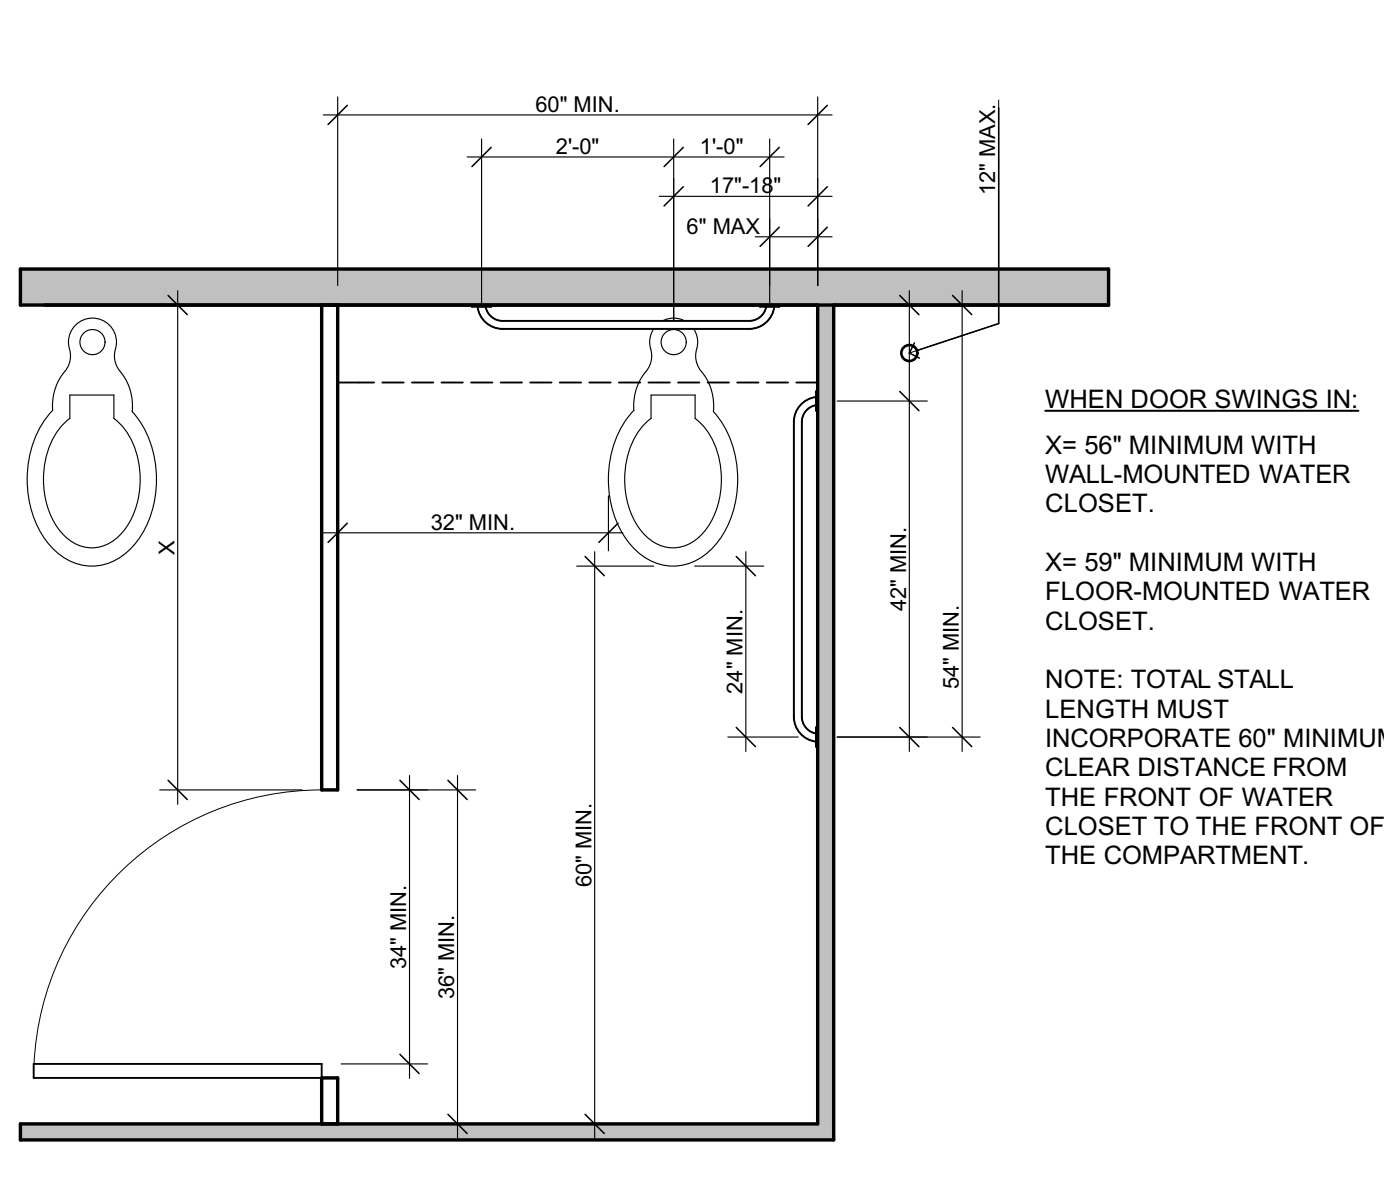 60" MIN.
2'-0"
1'-0"
17"-18"
6" MAX
12" MAX.
X
32" MIN.
24" MIN.
42" MIN.
54" MIN.
60" MIN.
34" MIN.
36" MIN.
WHEN DOOR SWINGS IN:
X= 56" MINIMUM WITH
WALL-MOUNTED WATER
CLOSET.
X= 59" MINIMUM WITH
FLOOR-MOUNTED WATER
CLOSET.
NOTE: TOTAL STALL
LENGTH MUST
INCORPORATE 60" MINIMUM
CLEAR DISTANCE FROM
THE FRONT OF WATER
CLOSET TO THE FRONT OF
THE COMPARTMENT.